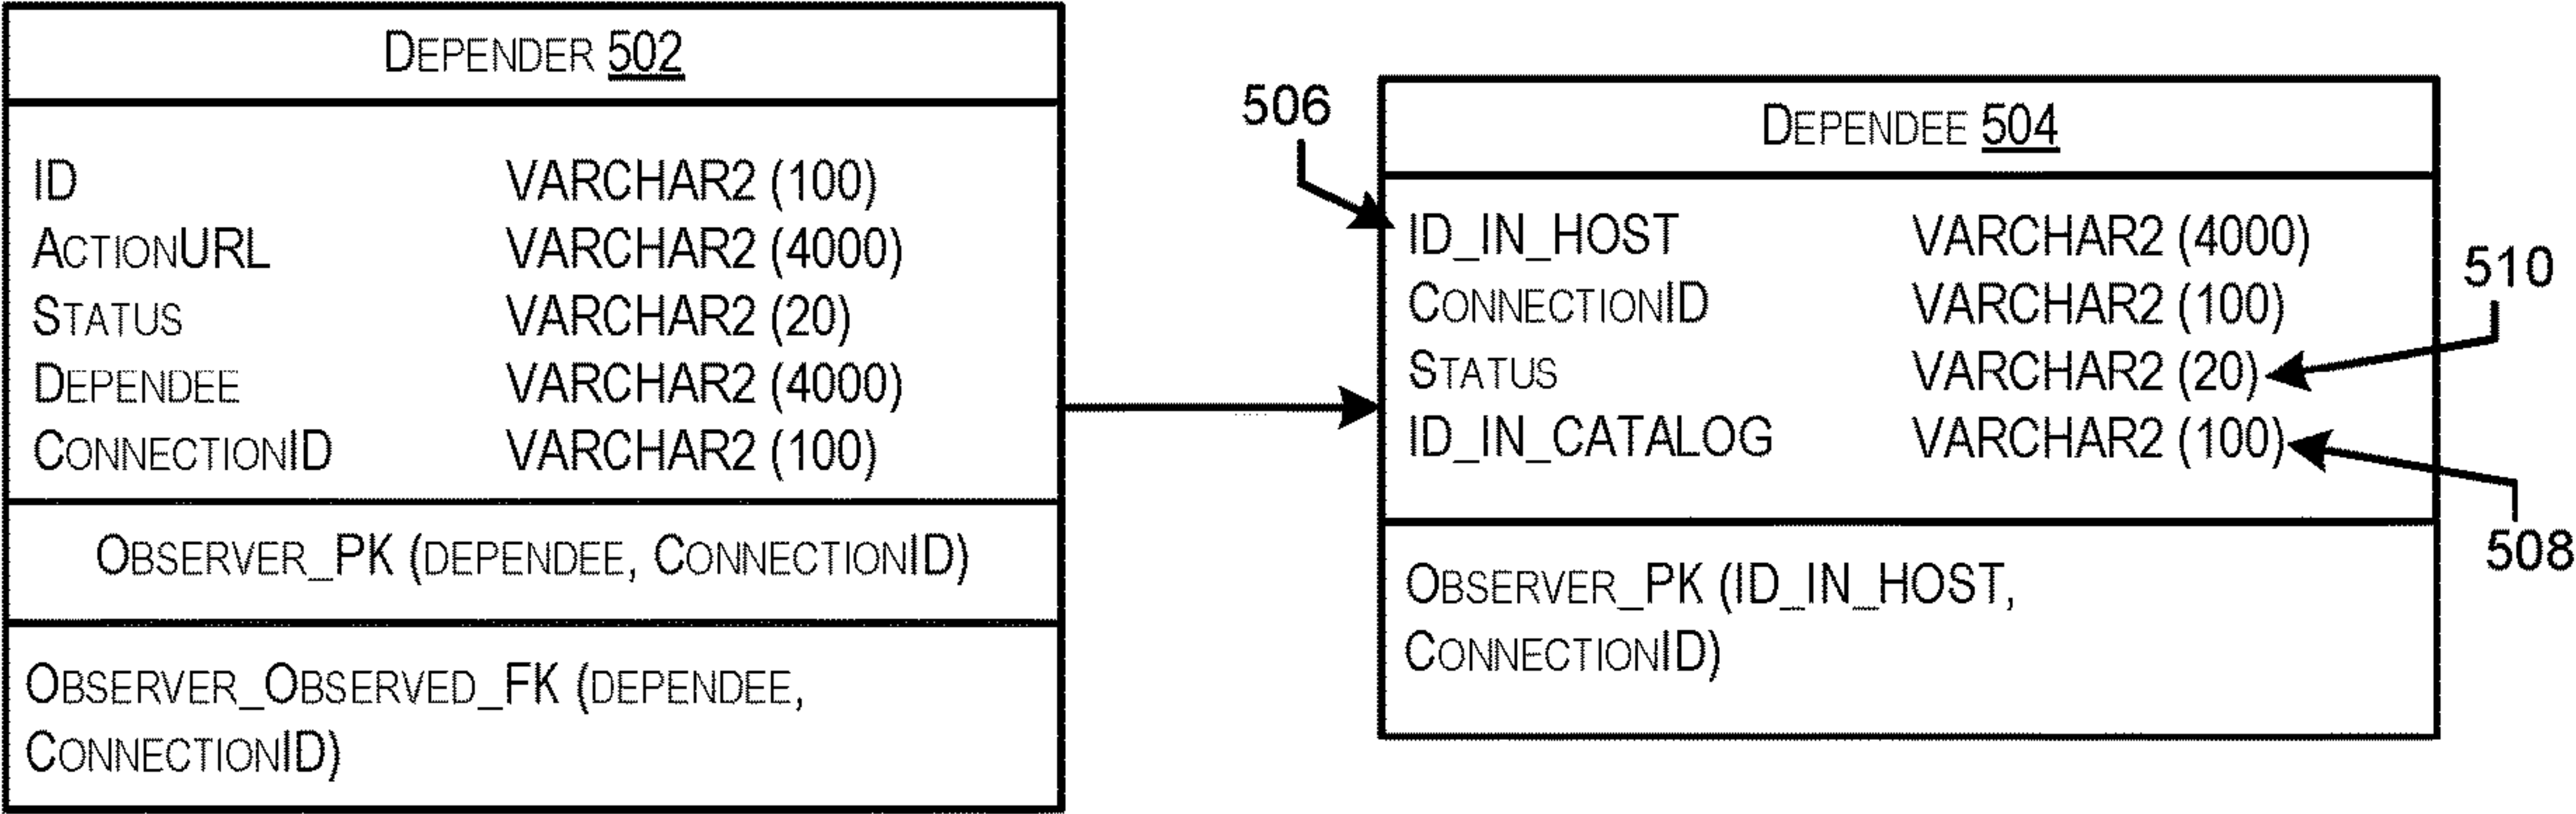 DEPENDER 502
ID VARCHAR2 (100)
ACTIONURL VARCHAR2 (4000)
STATUS VARCHAR2 (20)
DEPENDEE VARCHAR2 (4000)
CONNECTIONID VARCHAR2 (100)
OBSERVER_PK (DEPENDEE, CONNECTIONID)
OBSERVER_OBSERVED_FK (DEPENDEE,
CONNECTIONID)
506
DEPENDEE 504
ID_IN_HOST VARCHAR2 (4000)
CONNECTIONID VARCHAR2 (100)
STATUS VARCHAR2 (20)
ID_IN_CATALOG VARCHAR2 (100)
OBSERVER_PK (ID_IN_HOST,
CONNECTIONID)
510
508